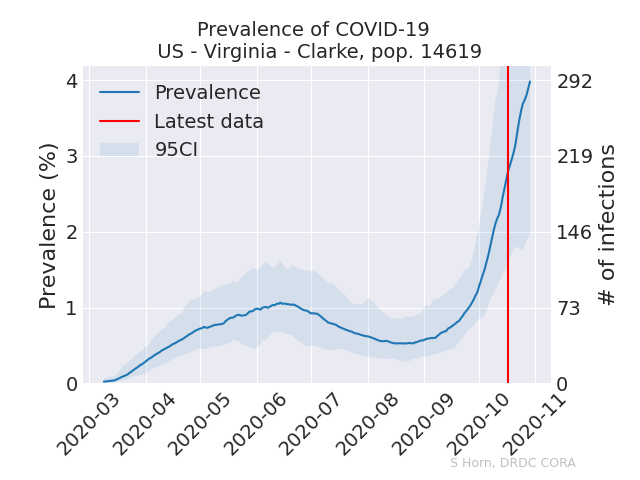 Prevalence of COVID-19
US - Virginia - Clarke, pop. 14619
Prevalence
Latest data
95CI
Prevalence (%)
4
3
2
1
0
# of infections
292
219
146
73
0
2020-03
2020-04
2020-05
2020-06
2020-07
2020-08
2020-09
2020-10
2020-11
S Horn, DRDC CORA